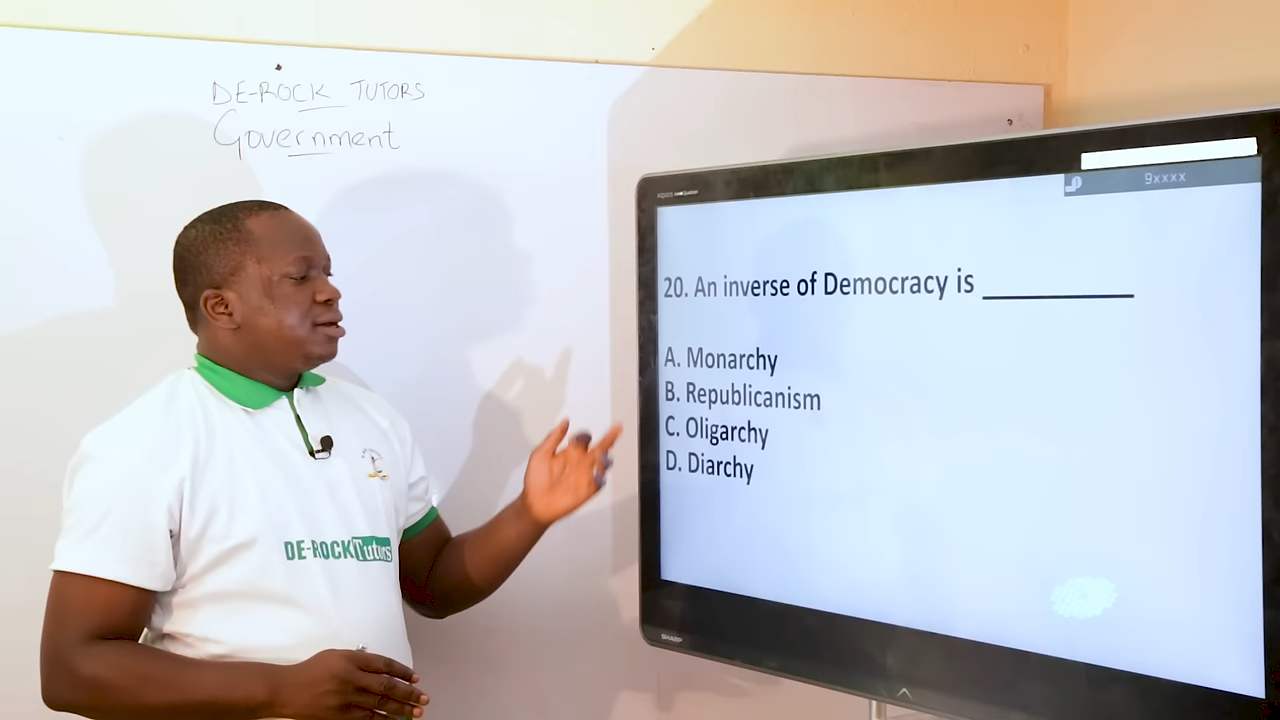 DE-ROCK TUTORS
Government
9xxxx
20. An inverse of Democracy is __________
A. Monarchy
B. Republicanism
C. Oligarchy
D. Diarchy
DE-ROCK Tutors
SHARP